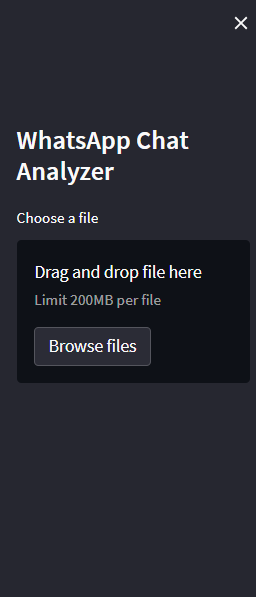 WhatsApp Chat
Analyzer
Choose a file
Drag and drop file here
Limit 200MB per file
Browse files